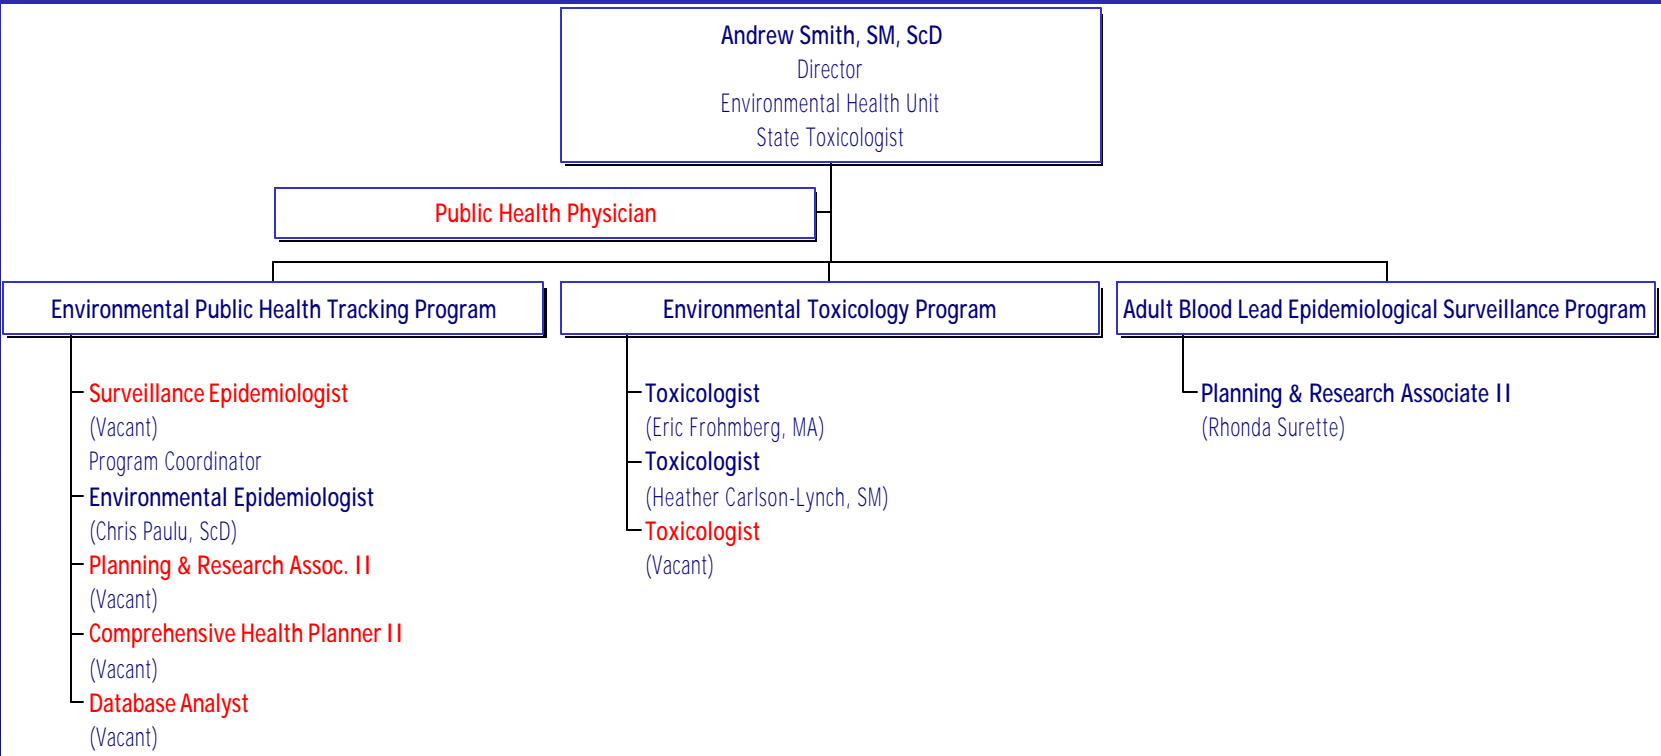 Andrew Smith, SM, ScD
Director
Environmental Health Unit
State Toxicologist
Public Health Physician
Environmental Public Health Tracking Program
Surveillance Epidemiologist
(Vacant)
Program Coordinator
Environmental Epidemiologist
(Chris Paulu, ScD)
Planning & Research Assoc. II
(Vacant)
Comprehensive Health Planner II
(Vacant)
Database Analyst
(Vacant)
Environmental Toxicology Program
Toxicologist
(Eric Frohmberg, MA)
Toxicologist
(Heather Carlson-Lynch, SM)
Toxicologist
(Vacant)
Adult Blood Lead Epidemiological Surveillance Program
Planning & Research Associate II
(Rhonda Surette)